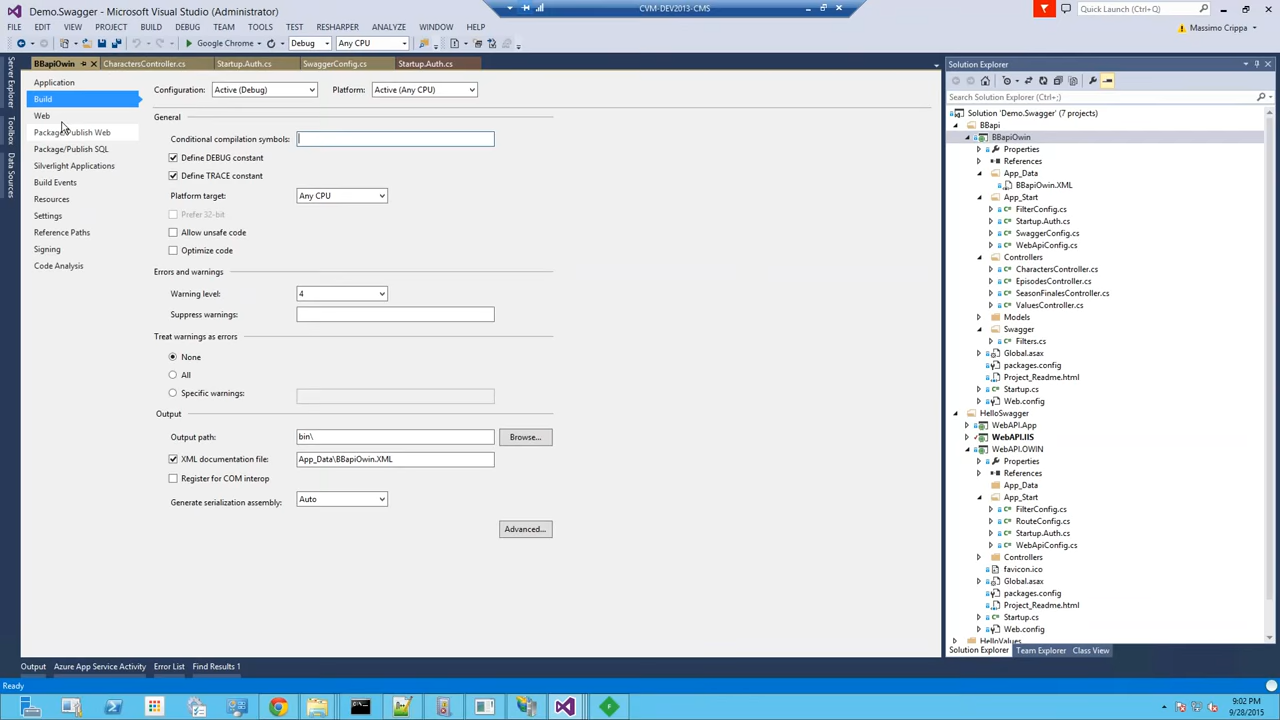 Demo.Swagger - Microsoft Visual Studio (Administrator)
CVM-DEV2013-CMS
Quick Launch (Ctrl+Q)
FILE EDIT VIEW PROJECT BUILD DEBUG TEAM TOOLS TEST RESHARPER ANALYZE WINDOW HELP
Massimo Crippa
Google Chrome Debug Any CPU
BBapiOwin CharactersController.cs Startup.Auth.cs SwaggerConfig.cs Startup.Auth.cs
Server Explorer
Toolbox
Data Sources
Application
Build
Web
Package/Publish Web
Package/Publish SQL
Silverlight Applications
Build Events
Resources
Settings
Reference Paths
Signing
Code Analysis
Configuration: Active (Debug) Platform: Active (Any CPU)
General
Conditional compilation symbols:
Define DEBUG constant
Define TRACE constant
Platform target: Any CPU
Prefer 32-bit
Allow unsafe code
Optimize code
Errors and warnings
Warning level: 4
Suppress warnings:
Treat warnings as errors
None
All
Specific warnings:
Output
Output path: bin\ Browse...
XML documentation file: App_Data\BBapiOwin.XML
Register for COM interop
Generate serialization assembly: Auto
Advanced...
Solution Explorer
Search Solution Explorer (Ctrl+;)
Solution 'Demo.Swagger' (7 projects)
BBapi
BBapiOwin
Properties
References
App_Data
BBapiOwin.XML
App_Start
FilterConfig.cs
Startup.Auth.cs
SwaggerConfig.cs
WebApiConfig.cs
Controllers
CharactersController.cs
EpisodesController.cs
SeasonFinalesController.cs
ValuesController.cs
Models
Swagger
Filters.cs
Global.asax
packages.config
Project_Readme.html
Startup.cs
Web.config
HelloSwagger
WebAPI.App
WebAPI.IIS
WebAPI.OWIN
Properties
References
App_Data
App_Start
FilterConfig.cs
RouteConfig.cs
Startup.Auth.cs
WebApiConfig.cs
Controllers
favicon.ico
Global.asax
packages.config
Project_Readme.html
Startup.cs
Web.config
HelloValues
Solution Explorer Team Explorer Class View
Output Azure App Service Activity Error List Find Results 1
Ready
9:02 PM
9/28/2015